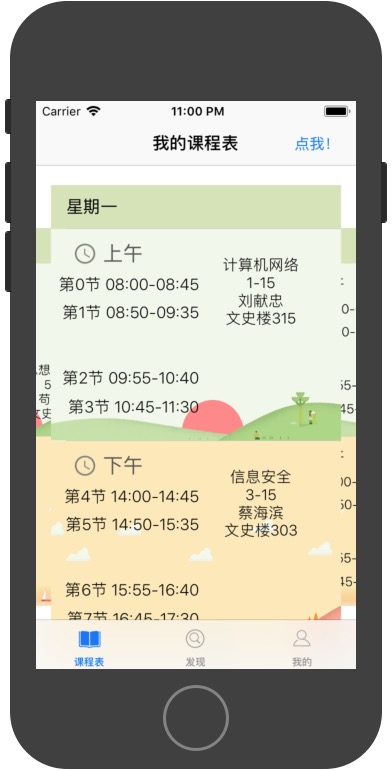 Carrier 11:00 PM
我的课程表 点我!
星期一
上午
第0节 08:00-08:45
第1节 08:50-09:35
计算机网络
1-15
刘献忠
文史楼315
第2节 09:55-10:40
第3节 10:45-11:30
下午
第4节 14:00-14:45
第5节 14:50-15:35
信息安全
3-15
蔡海滨
文史楼303
第6节 15:55-16:40
第7节 16:45-17:30
课程表 发现 我的